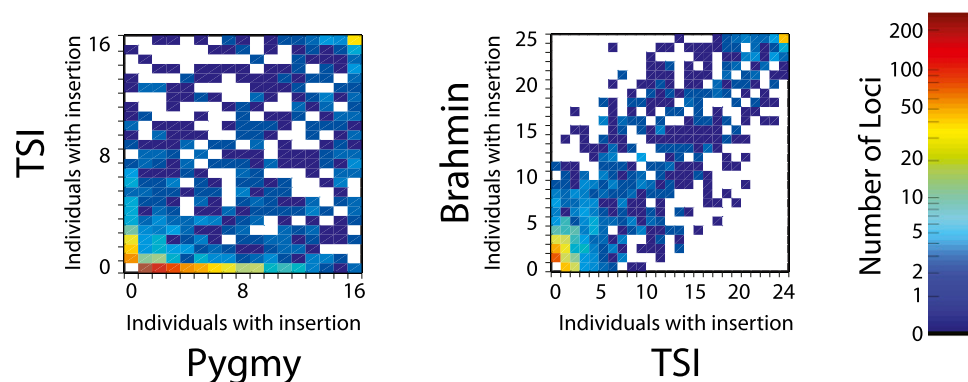 TSI
Individuals with insertion
16
8
0
0 8 16
Individuals with insertion
Pygmy
Brahmin
Individuals with insertion
25
20
15
10
5
0
0 5 10 15 20 24
Individuals with insertion
TSI
Number of Loci
200
100
50
20
10
5
2
1
0